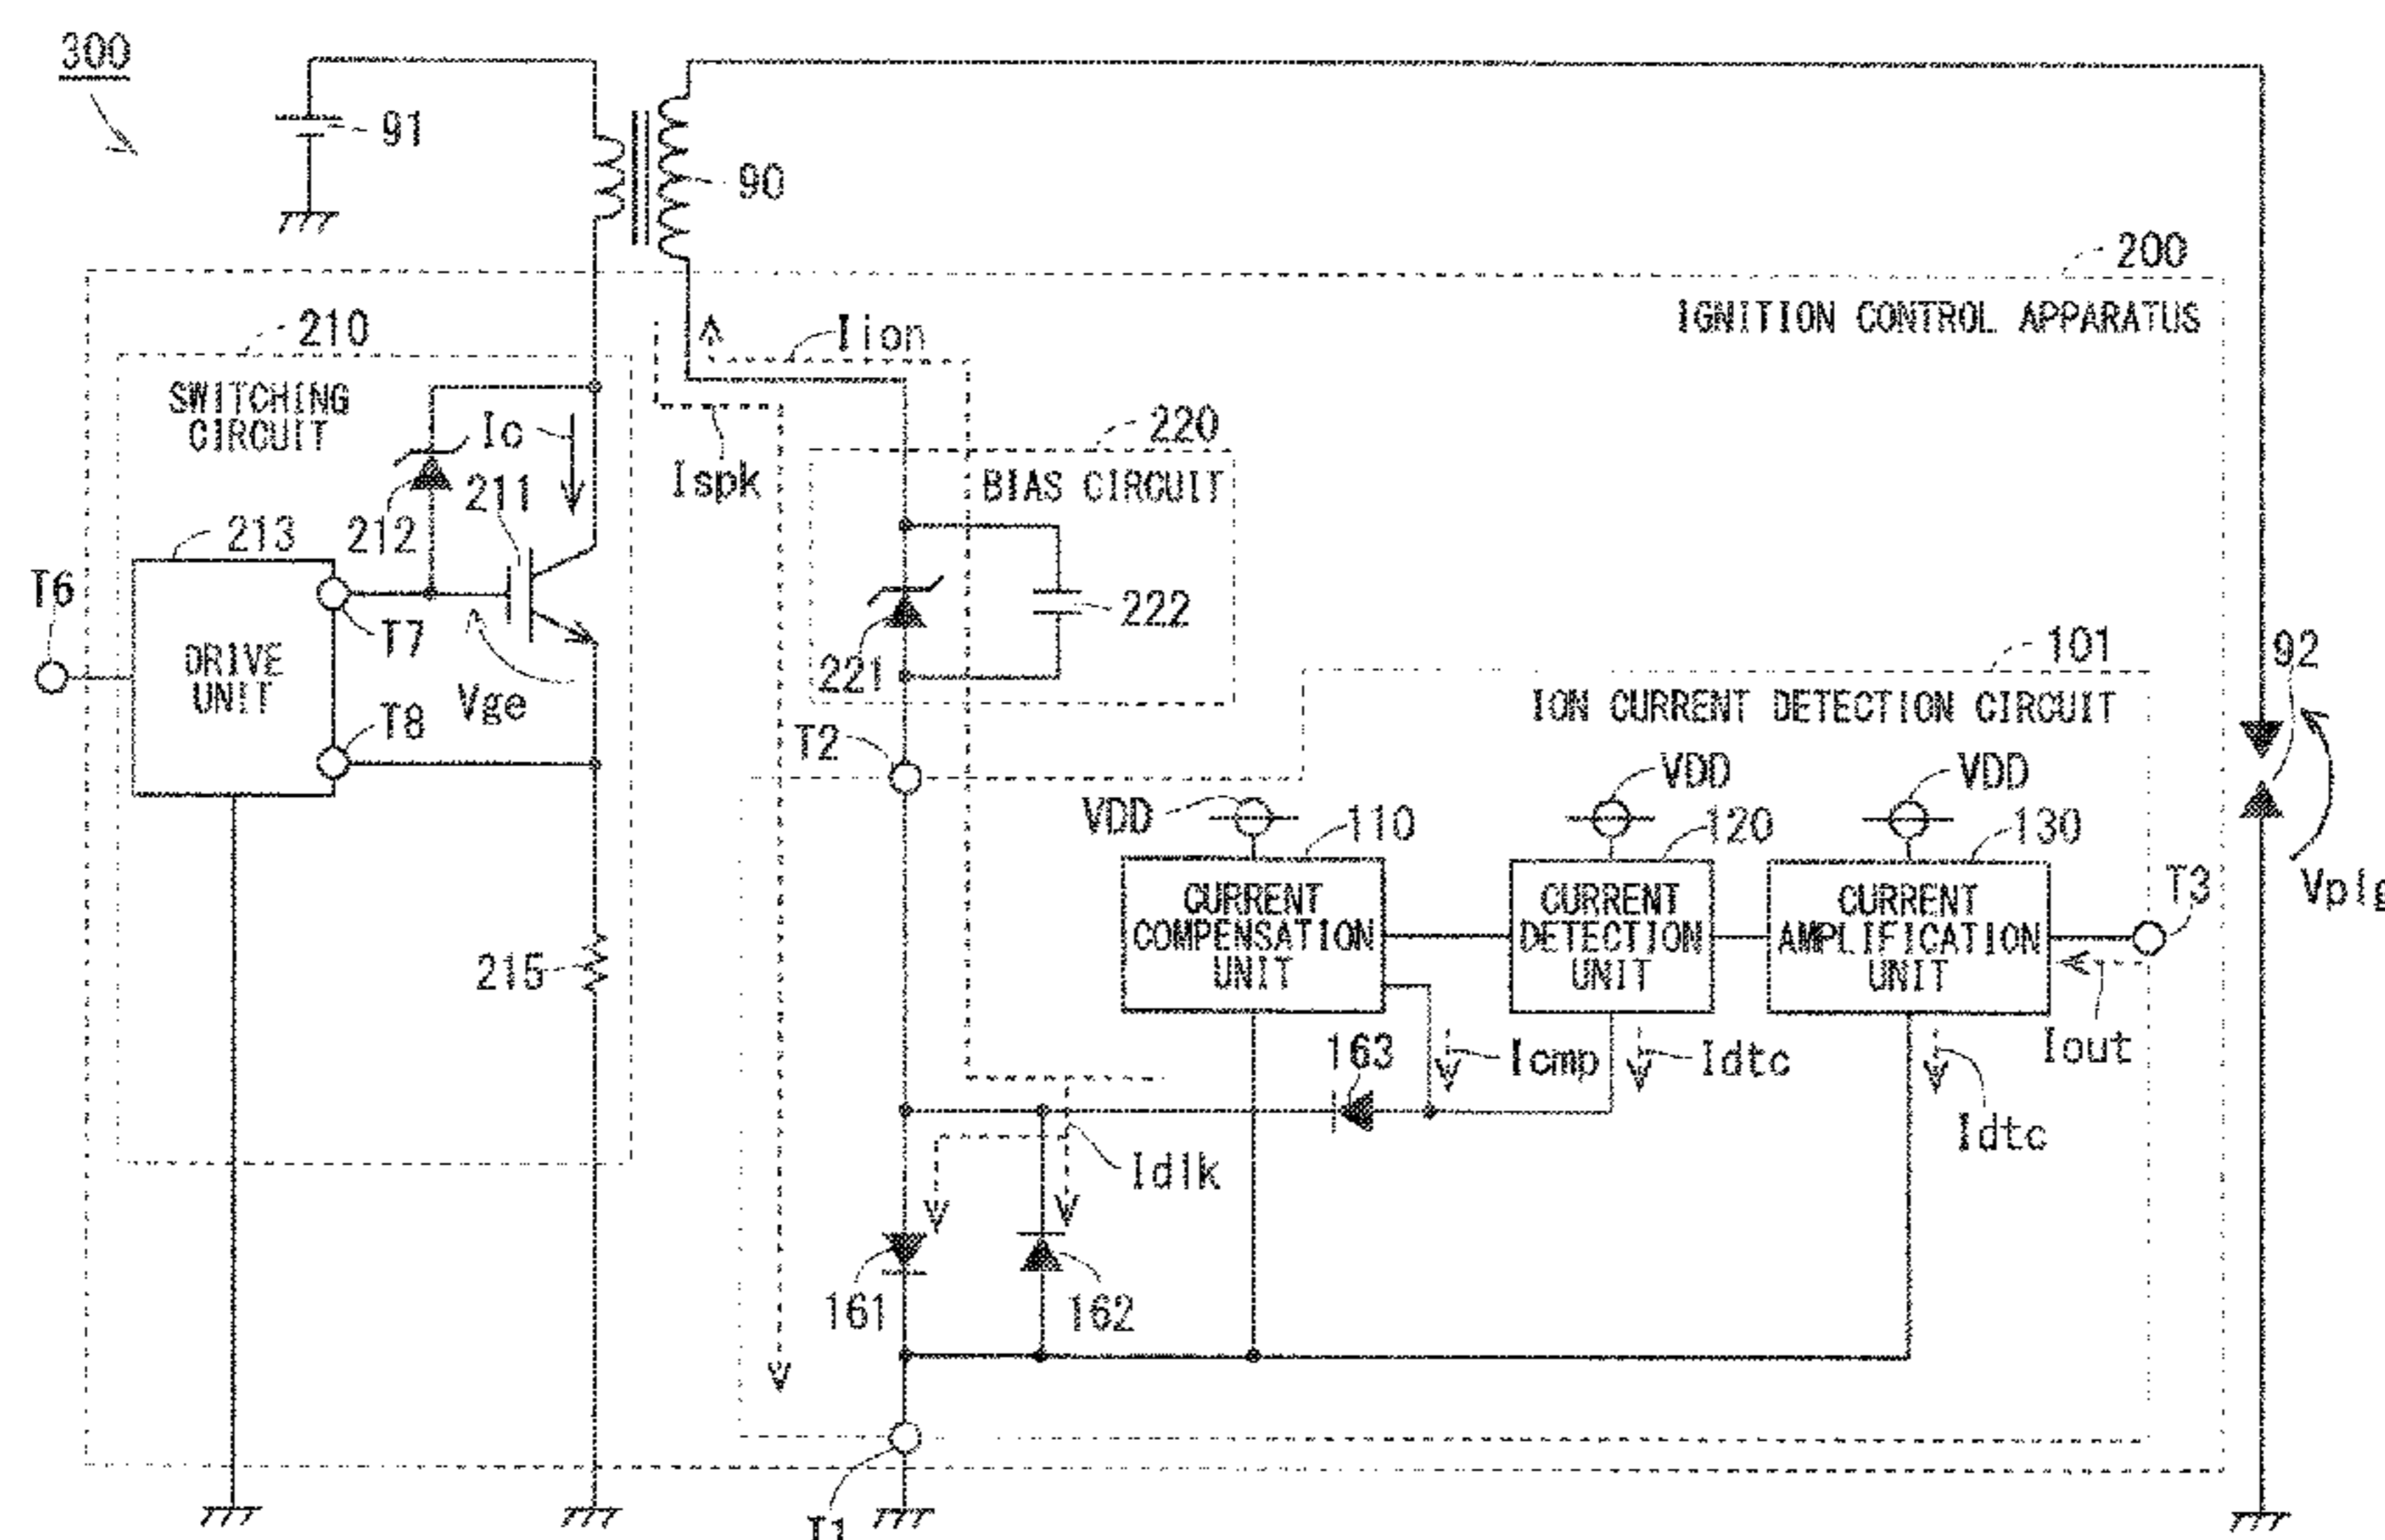 300
91
90
200
IGNITION CONTROL APPARATUS
210
SWITCHING
CIRCUIT
Iion
Ic
Ispk
220
BIAS CIRCUIT
211
212
213
T6
DRIVE
UNIT
T7
T8
Vge
221
222
T2
101
ION CURRENT DETECTION CIRCUIT
92
VDD
VDD
VDD
110
120
130
CURRENT
COMPENSATION
UNIT
CURRENT
DETECTION
UNIT
CURRENT
AMPLIFICATION
UNIT
T3
Vplg
215
163
Icmp
Idtc
Iout
Idtc
Idlk
161
162
T1